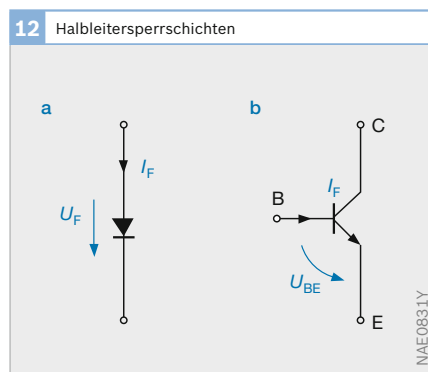 12 Halbleitersperrschichten
a
b
C
I_F
I_F
B
U_F
U_BE
E
NAE0831Y